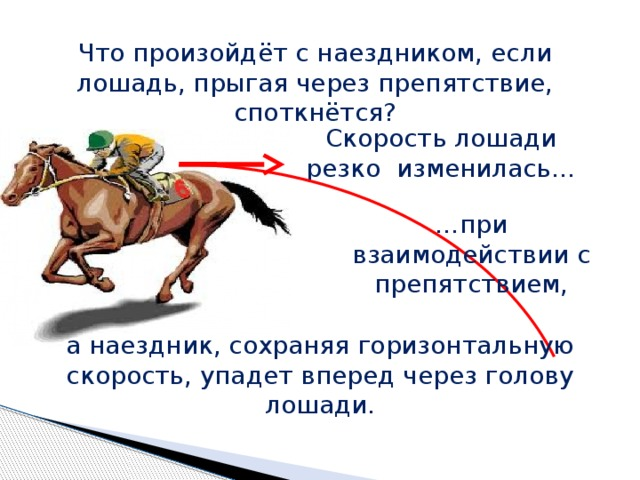 Что произойдёт с наездником, если
лошадь, прыгая через препятствие,
споткнётся?
Скорость лошади
резко  изменилась…
…при
взаимодействии с
препятствием,
а наездник, сохраняя горизонтальную
скорость, упадет вперед через голову
лошади.